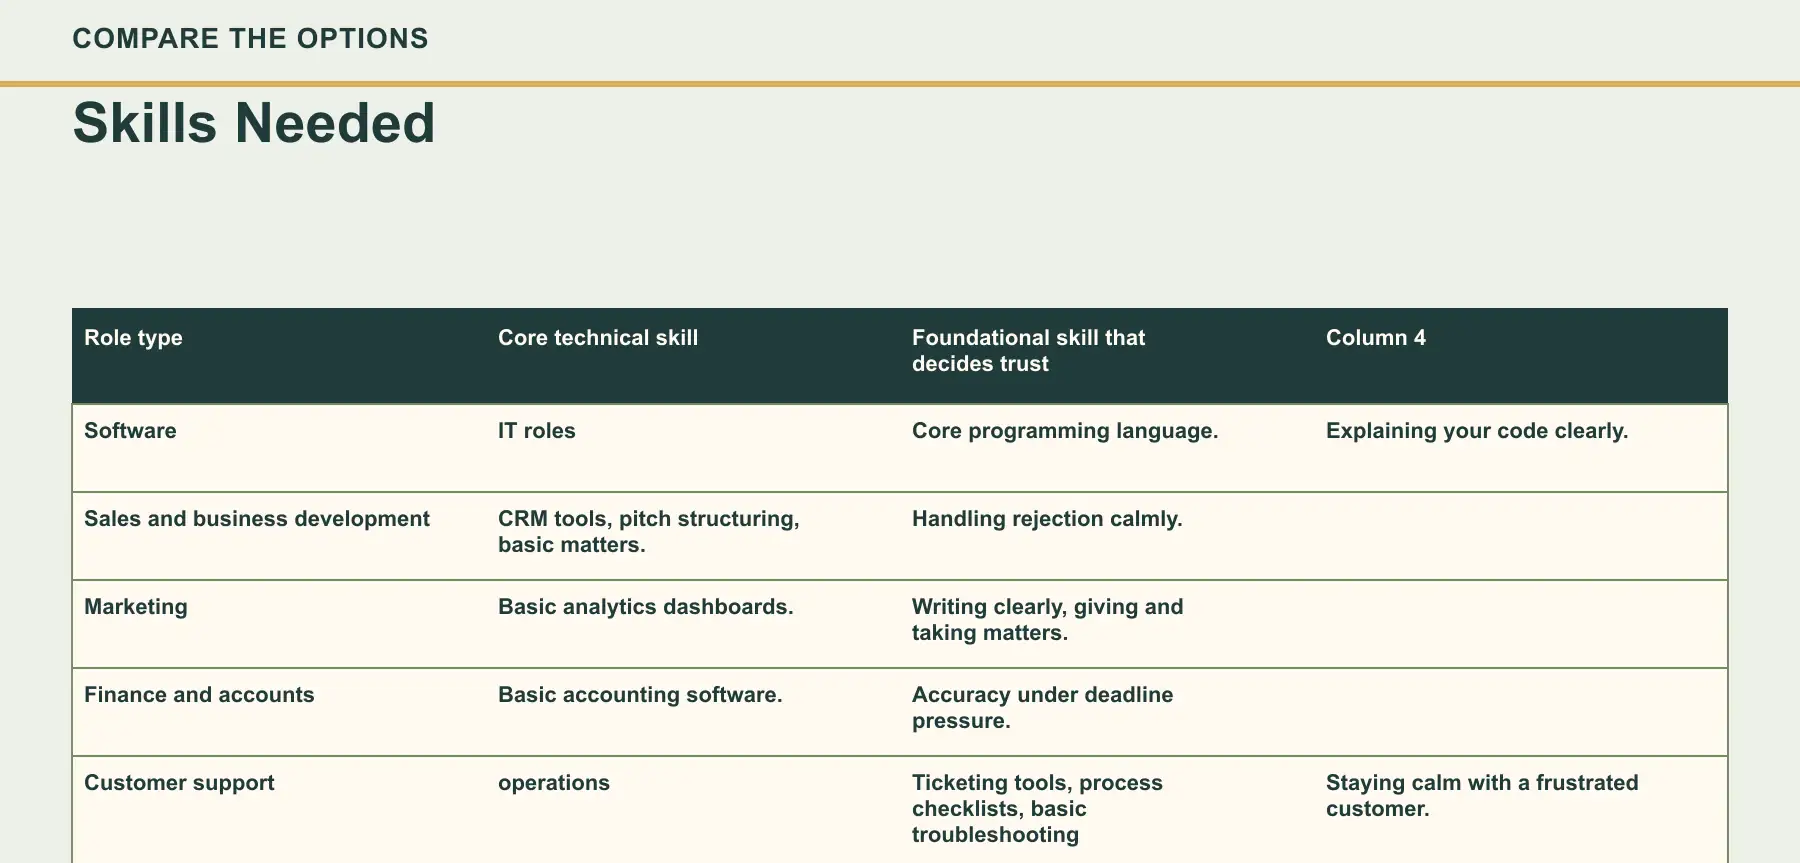 COMPARE THE OPTIONS
Skills Needed
Role type
Core technical skill
Foundational skill that
decides trust
Column 4
Software
IT roles
Core programming language.
Explaining your code clearly.
Sales and business development
CRM tools, pitch structuring,
basic matters.
Handling rejection calmly.
Marketing
Basic analytics dashboards.
Writing clearly, giving and
taking matters.
Finance and accounts
Basic accounting software.
Accuracy under deadline
pressure.
Customer support
operations
Ticketing tools, process
checklists, basic
troubleshooting
Staying calm with a frustrated
customer.